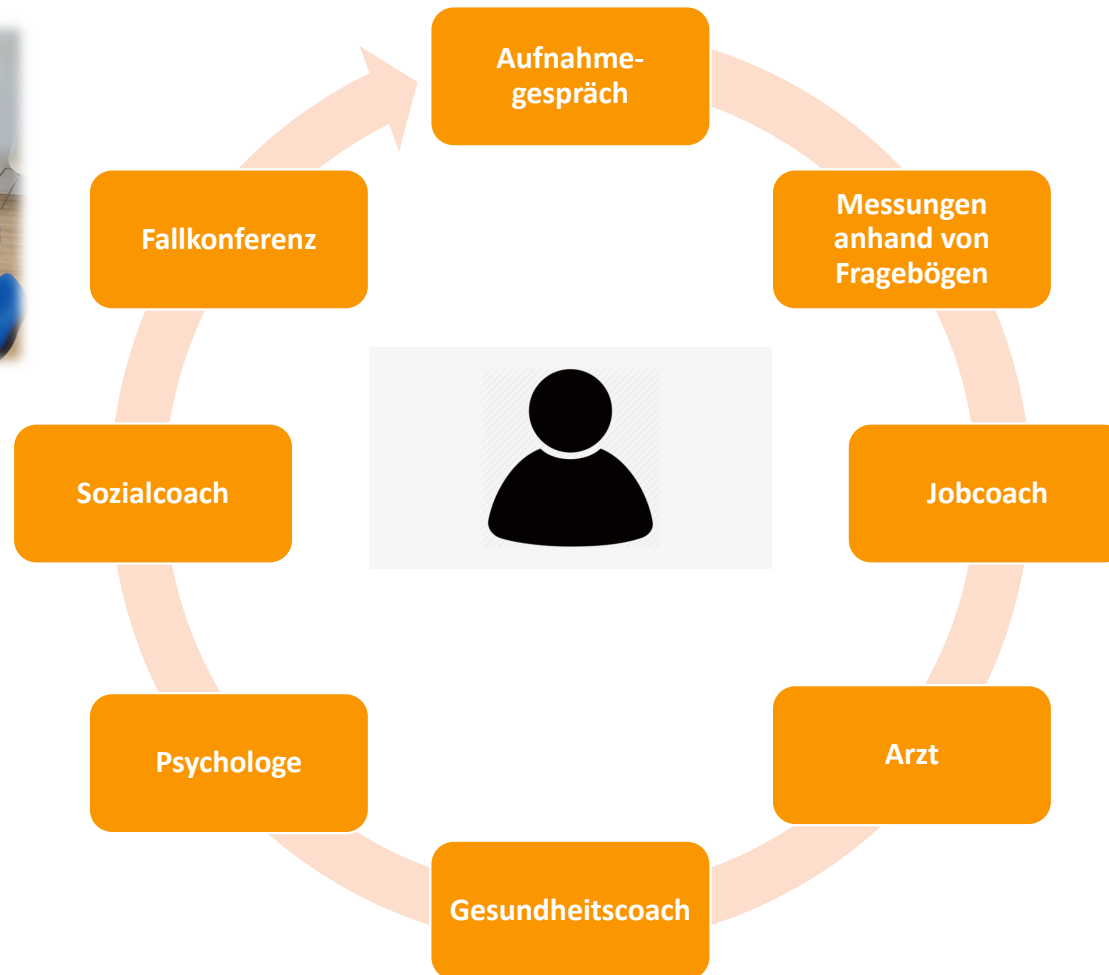 Aufnahme-
gespräch
Messungen
anhand von
Fragebögen
Jobcoach
Arzt
Gesundheitscoach
Psychologe
Sozialcoach
Fallkonferenz